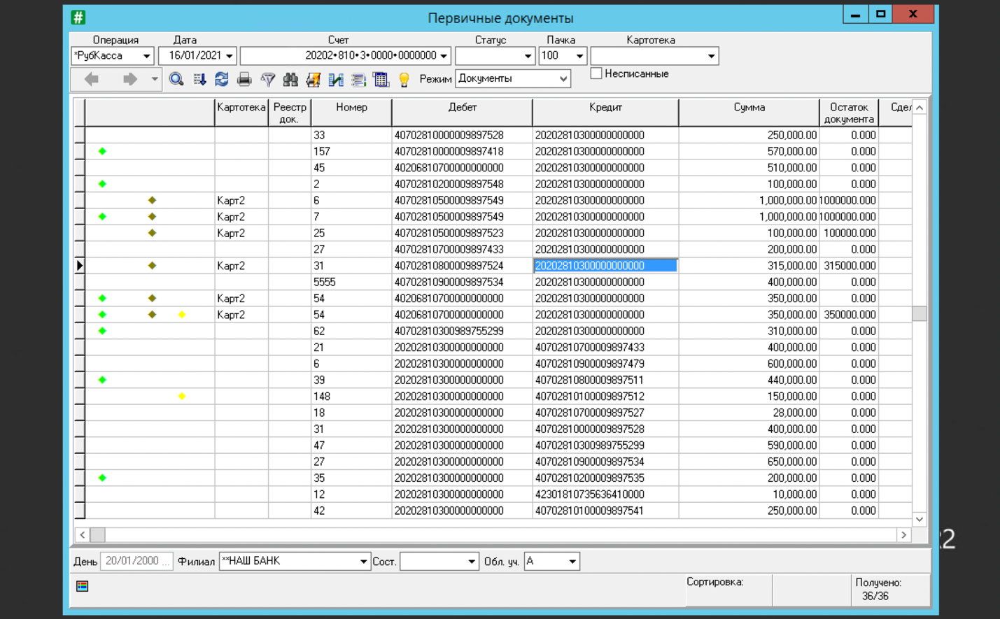 Первичные документы
Операция Дата Счет Статус Пачка Картотека
*РубКасса 16/01/2021 20202•810•3•0000•0000000 100
Режим Документы Несписанные
Картотека Реестр док. Номер Дебет Кредит Сумма Остаток документа Сдел
33 40702810000009897528 20202810300000000000 250,000.00 0.000
157 40702810000009897418 20202810300000000000 570,000.00 0.000
45 40206810700000000000 20202810300000000000 510,000.00 0.000
2 40702810200009897548 20202810300000000000 100,000.00 0.000
Карт2 6 40702810500009897549 20202810300000000000 1,000,000.00 1000000.000
Карт2 7 40702810500009897549 20202810300000000000 1,000,000.00 1000000.000
Карт2 25 40702810500009897523 20202810300000000000 100,000.00 100000.000
27 40702810700009897433 20202810300000000000 200,000.00 0.000
Карт2 31 40702810800009897524 20202810300000000000 315,000.00 315000.000
5555 40702810900009897534 20202810300000000000 400,000.00 0.000
Карт2 54 40206810700000000000 20202810300000000000 350,000.00 0.000
Карт2 54 40206810700000000000 20202810300000000000 350,000.00 350000.000
62 40702810300989755299 20202810300000000000 310,000.00 0.000
21 20202810300000000000 40702810700009897433 400,000.00 0.000
6 20202810300000000000 40702810900009897479 600,000.00 0.000
39 20202810300000000000 40702810800009897511 440,000.00 0.000
148 20202810300000000000 40702810100009897512 150,000.00 0.000
18 20202810300000000000 40702810700009897527 28,000.00 0.000
31 20202810300000000000 40702810000009897528 400,000.00 0.000
47 20202810300000000000 40702810300989755299 590,000.00 0.000
27 20202810300000000000 40702810900009897534 650,000.00 0.000
35 20202810300000000000 40702810200009897535 200,000.00 0.000
12 20202810300000000000 42301810735636410000 10,000.00 0.000
42 20202810300000000000 40702810100009897541 250,000.00 0.000
День 20/01/2000 ... Филиал **НАШ БАНК Сост. Обл. уч. А
Сортировка: Получено:
36/36